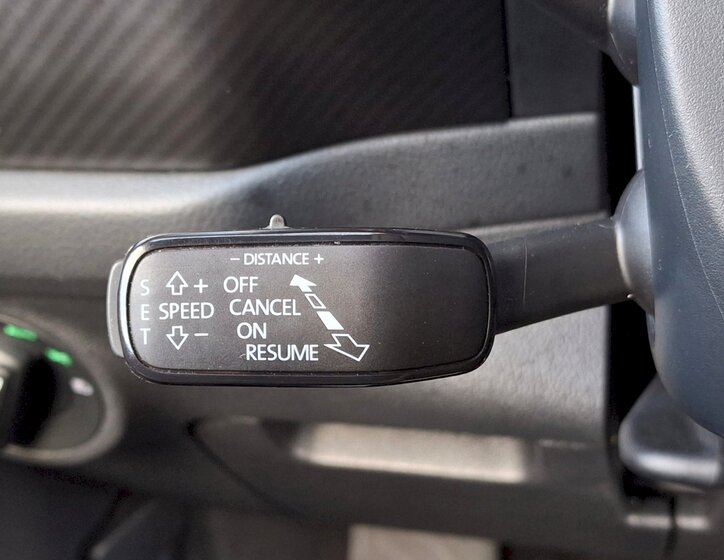 - DISTANCE +
S ⇧ + OFF
E SPEED CANCEL
T ⇩ - ON
RESUME